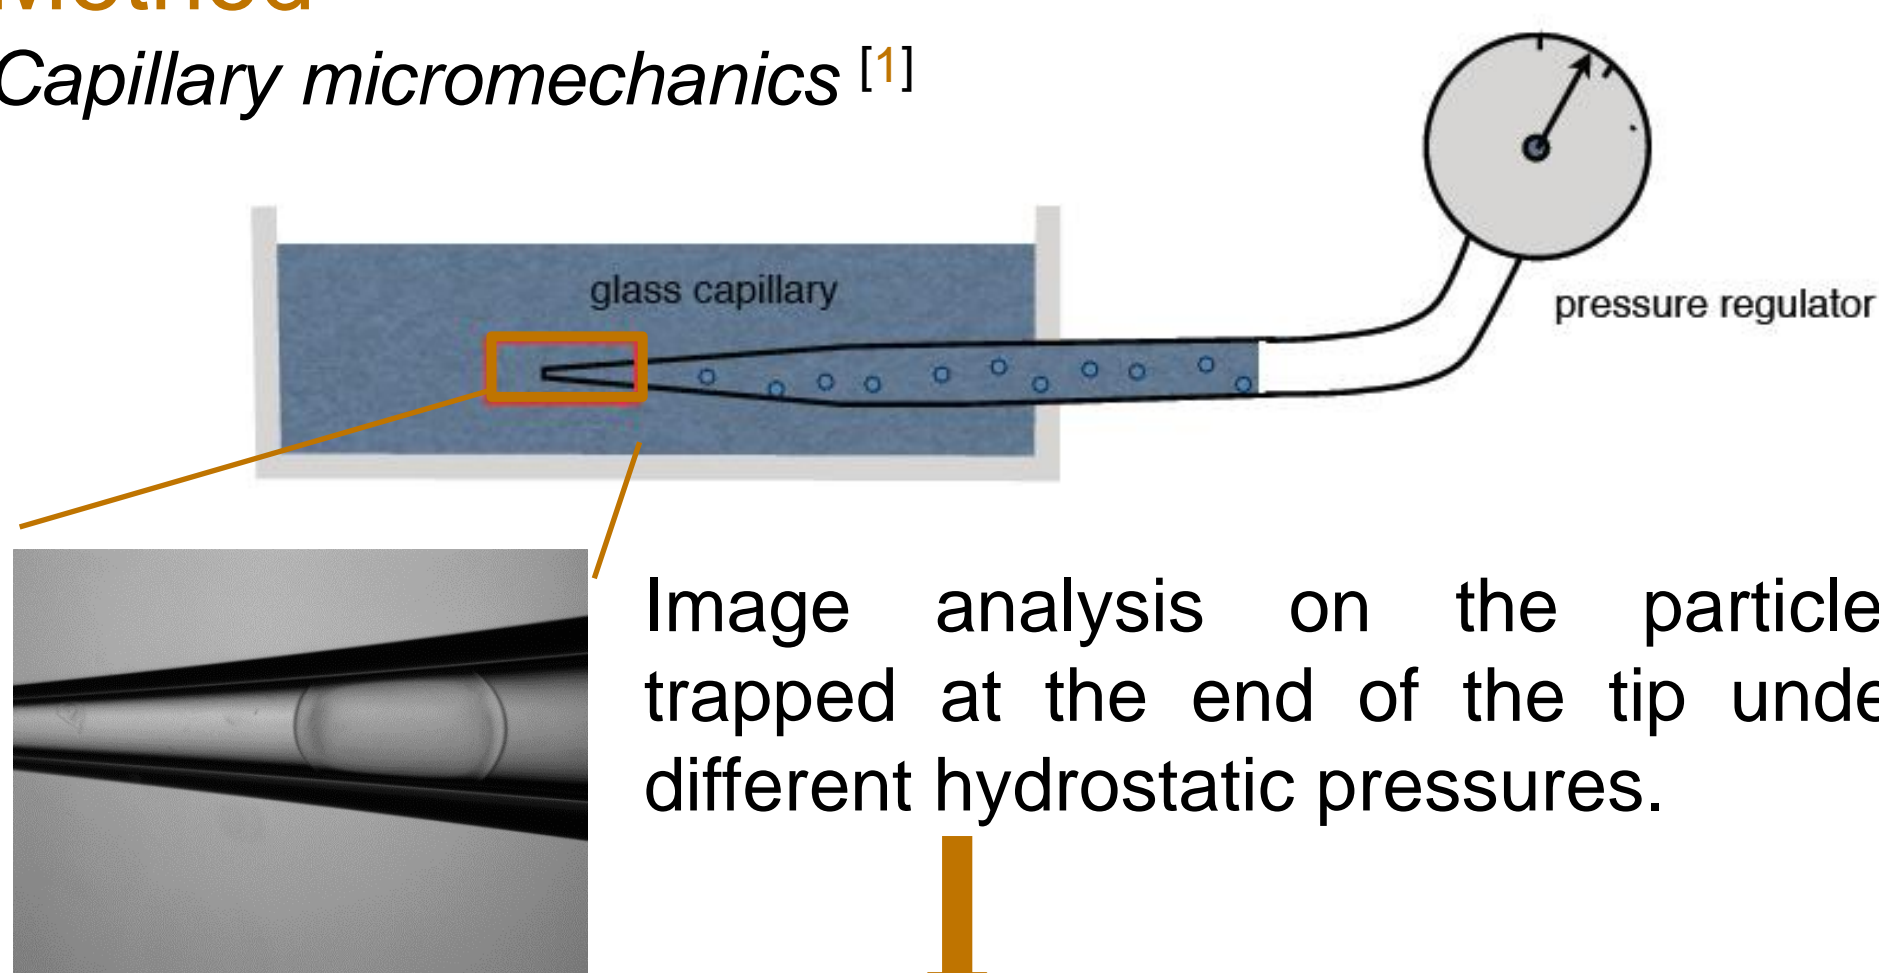 Method
Capillary micromechanics [1]
glass capillary
pressure regulator
Image analysis on the particle
trapped at the end of the tip unde
different hydrostatic pressures.